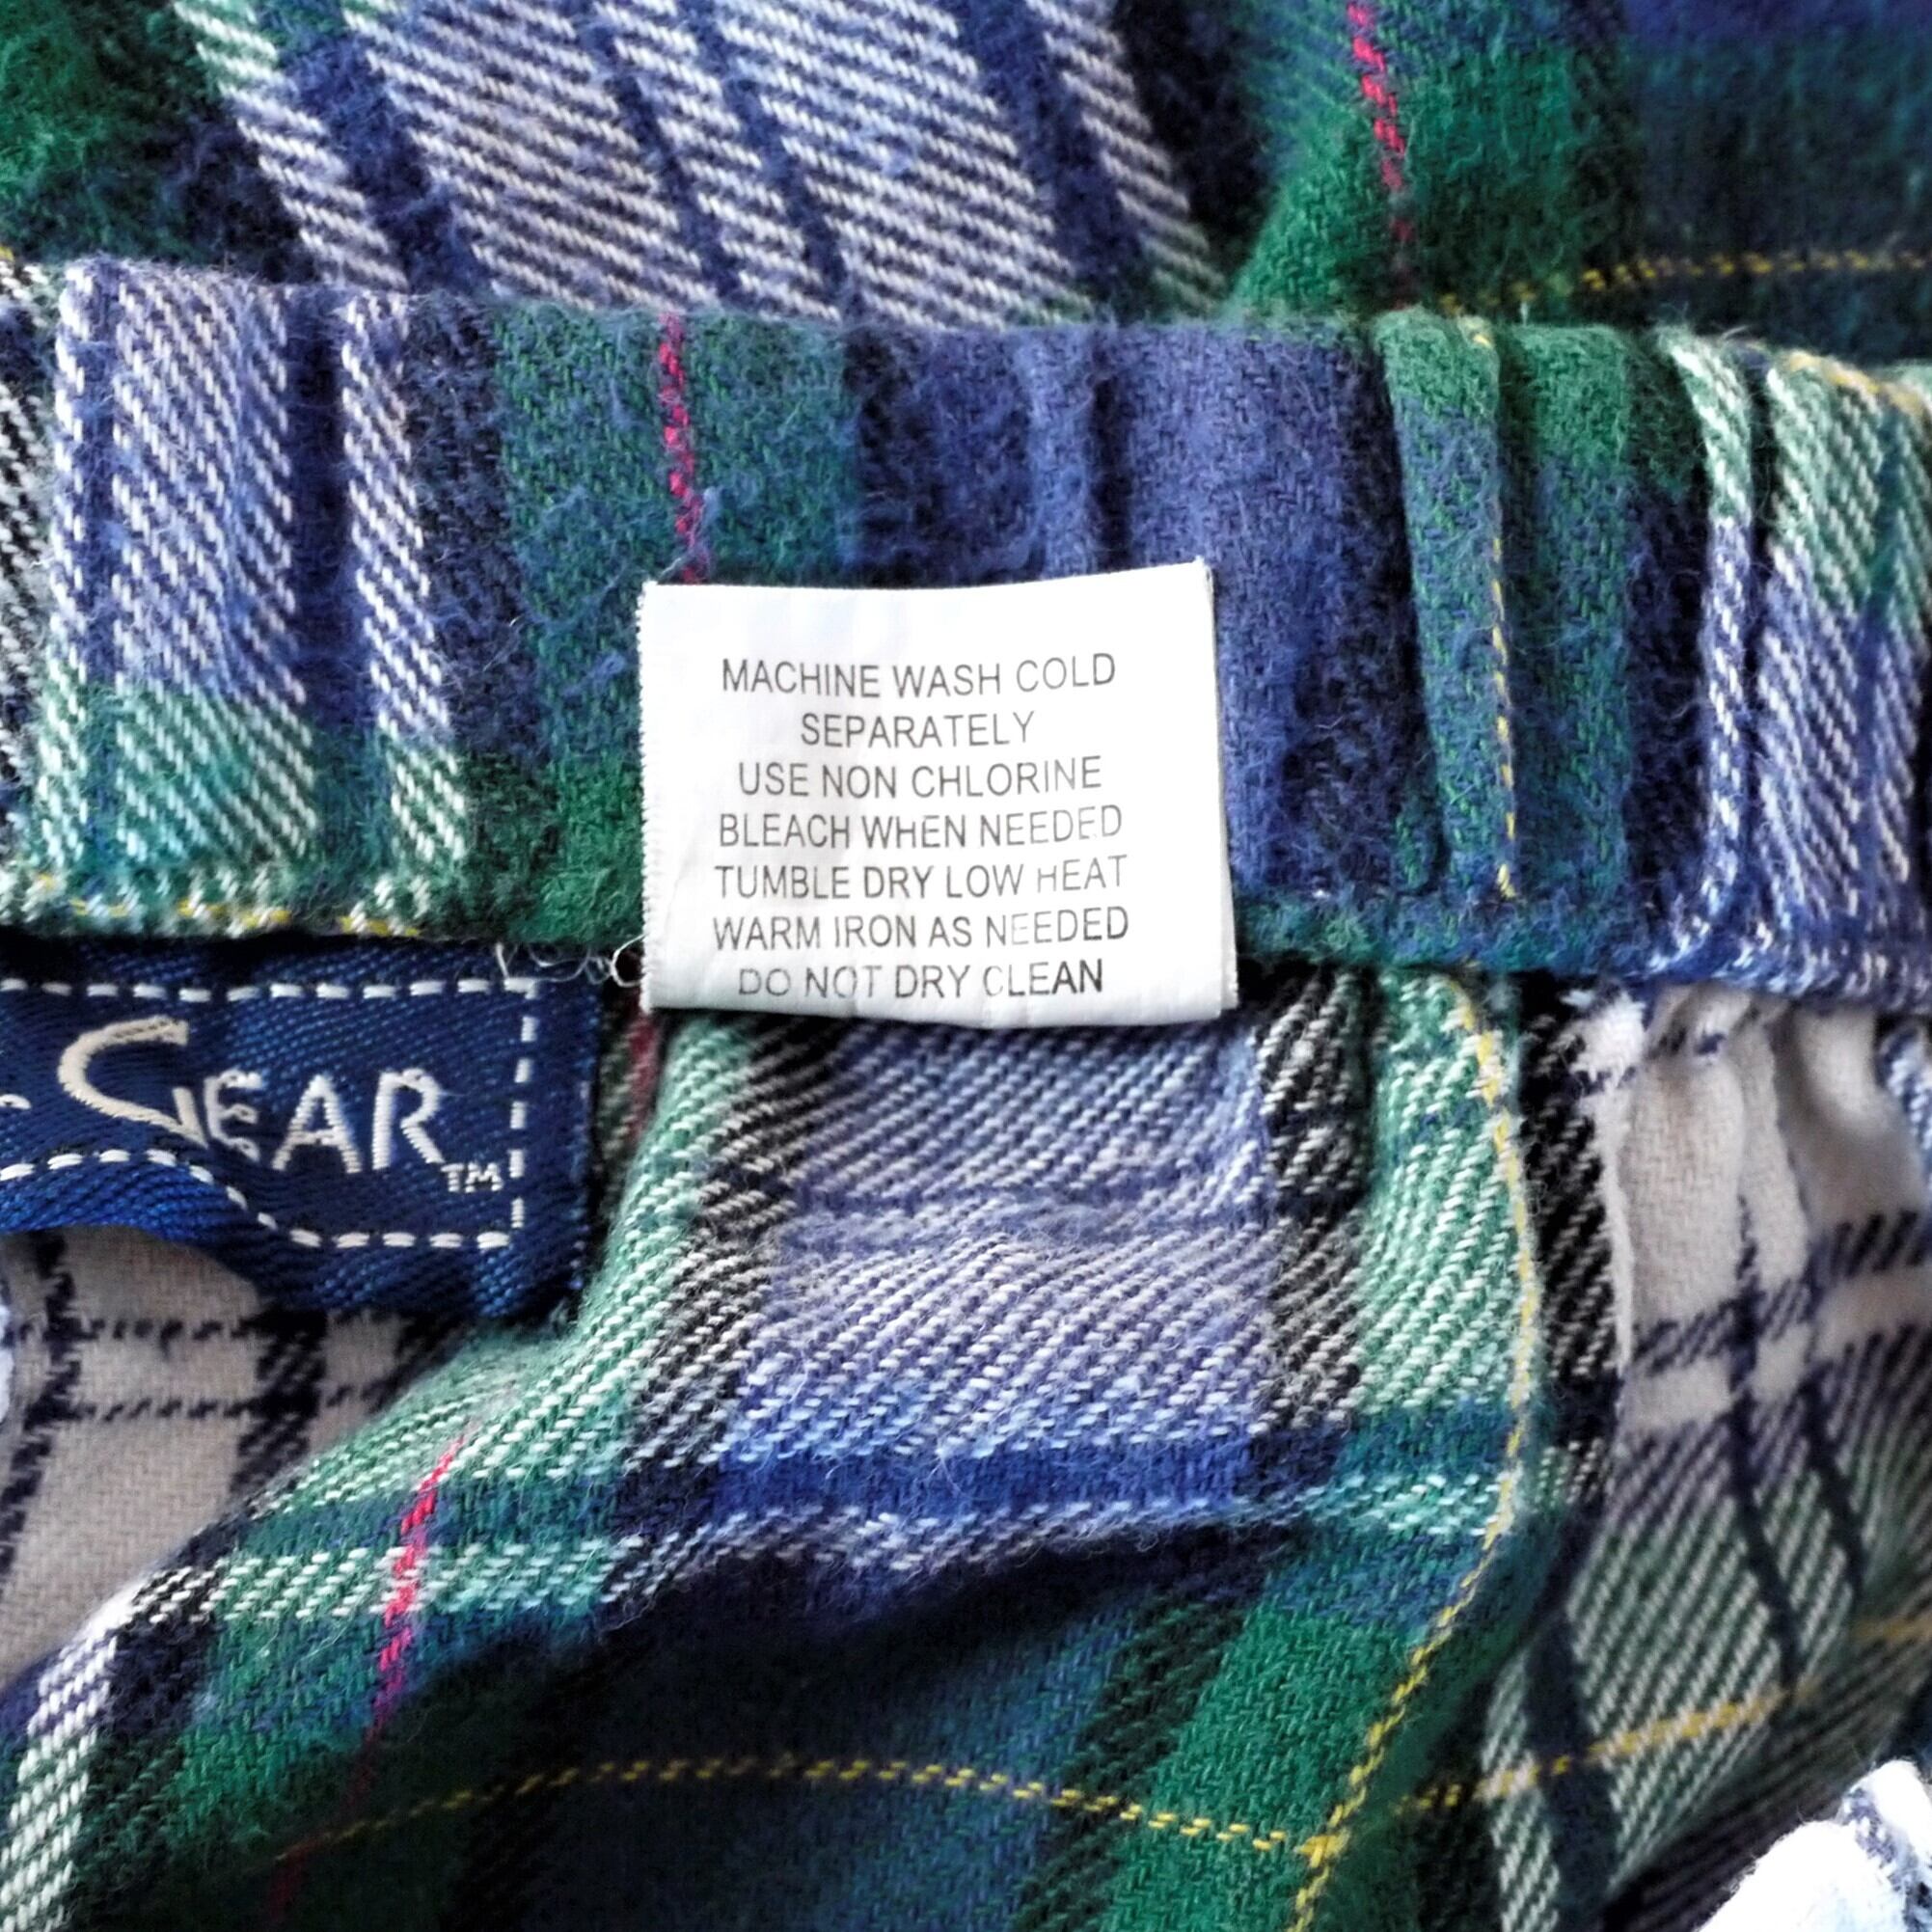 MACHINE WASH COLD
SEPARATELY
USE NON CHLORINE
BLEACH WHEN NEEDED
TUMBLE DRY LOW HEAT
WARM IRON AS NEEDED
DO NOT DRY CLEAN
GEAR TM